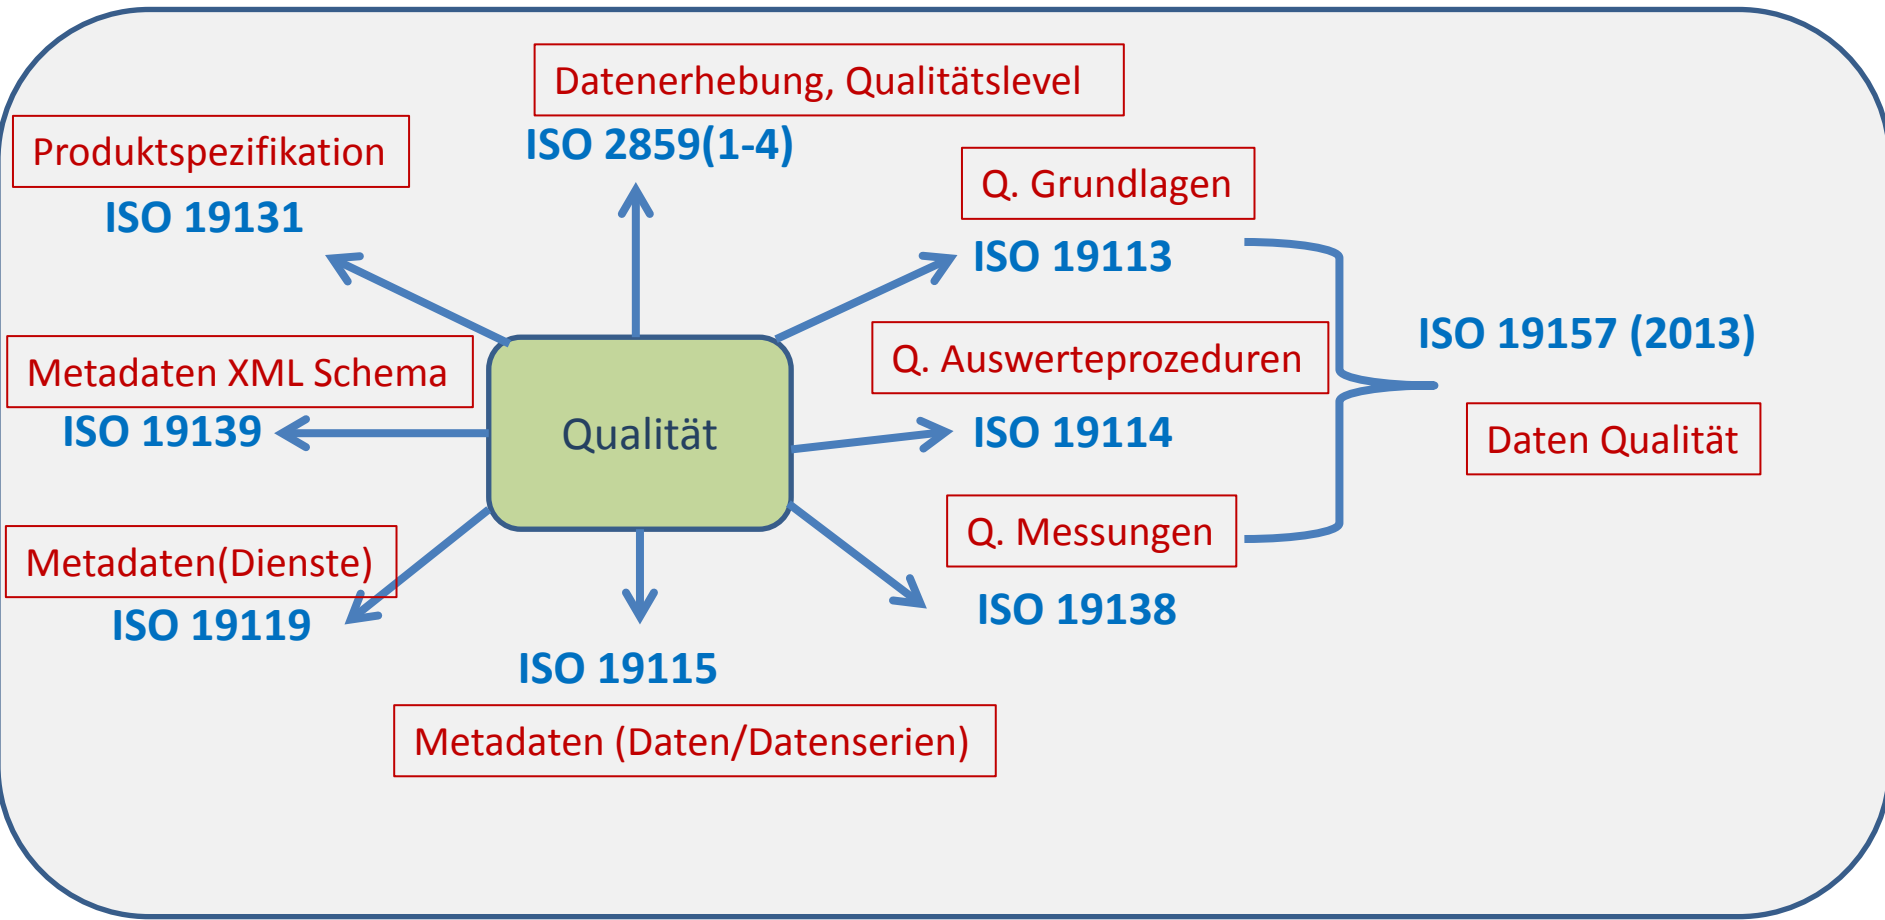 Datenerhebung, Qualitätslevel
ISO 2859(1-4)
Produktspezifikation
ISO 19131
Q. Grundlagen
ISO 19113
Metadaten XML Schema
ISO 19139
Qualität
Q. Auswerteprozeduren
ISO 19114
ISO 19157 (2013)
Daten Qualität
Metadaten(Dienste)
ISO 19119
Q. Messungen
ISO 19138
ISO 19115
Metadaten (Daten/Datenserien)